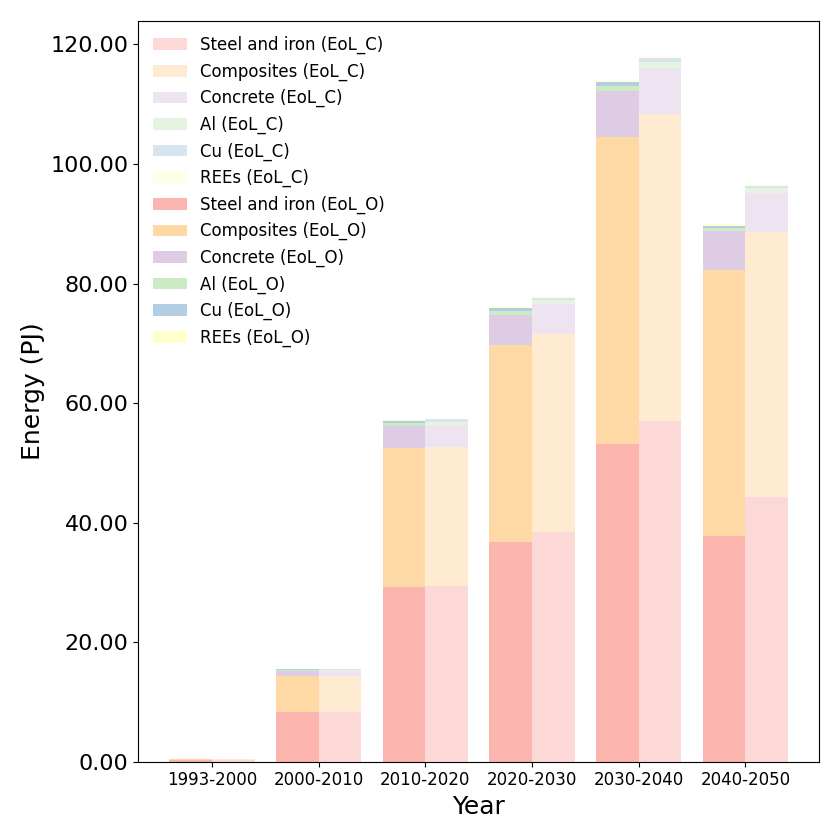 120.00
100.00
80.00
60.00
40.00
20.00
0.00
Energy (PJ)
Steel and iron (EoL_C)
Composites (EoL_C)
Concrete (EoL_C)
Al (EoL_C)
Cu (EoL_C)
REEs (EoL_C)
Steel and iron (EoL_O)
Composites (EoL_O)
Concrete (EoL_O)
Al (EoL_O)
Cu (EoL_O)
REEs (EoL_O)
1993-2000 2000-2010 2010-2020 2020-2030 2030-2040 2040-2050
Year